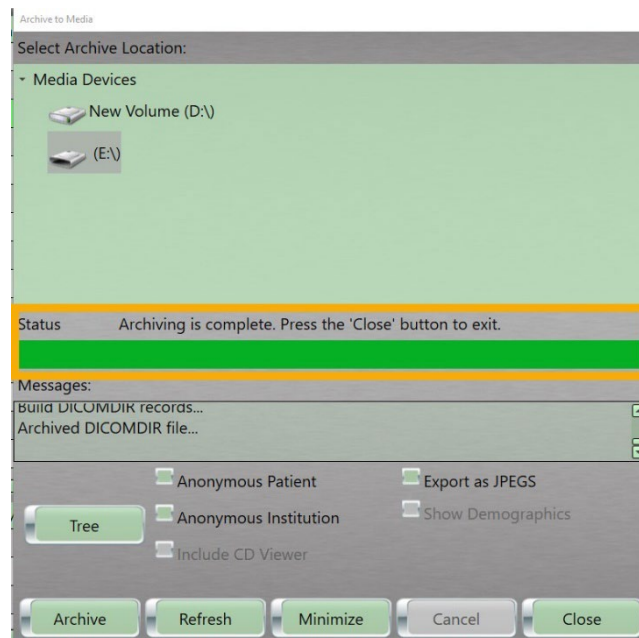 Archive to Media
Select Archive Location:
Media Devices
New Volume (D:\)
(E:\)
Status Archiving is complete. Press the 'Close' button to exit.
Messages:
Build DICOMDIR records...
Archived DICOMDIR file...
Anonymous Patient Export as JPEGS
Tree Anonymous Institution Show Demographics
Include CD Viewer
Archive Refresh Minimize Cancel Close